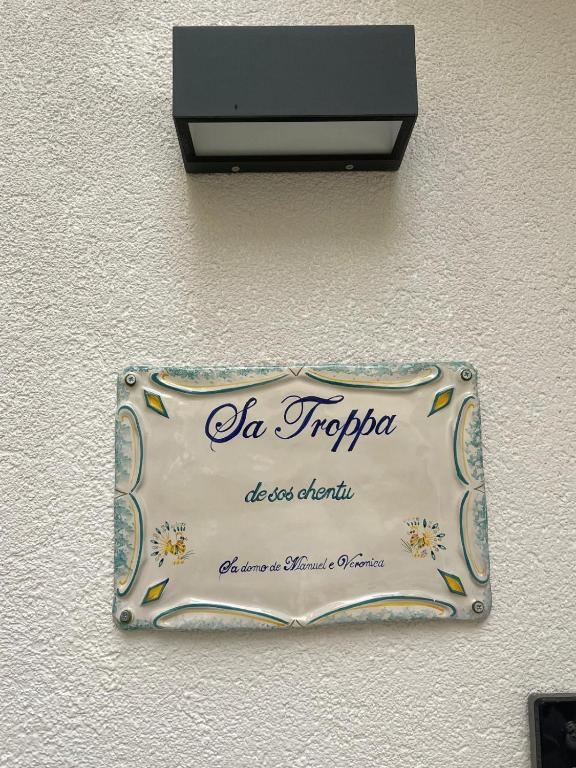 Sa Troppa
de sos chentu
Sa domo de Manuel e Veronica